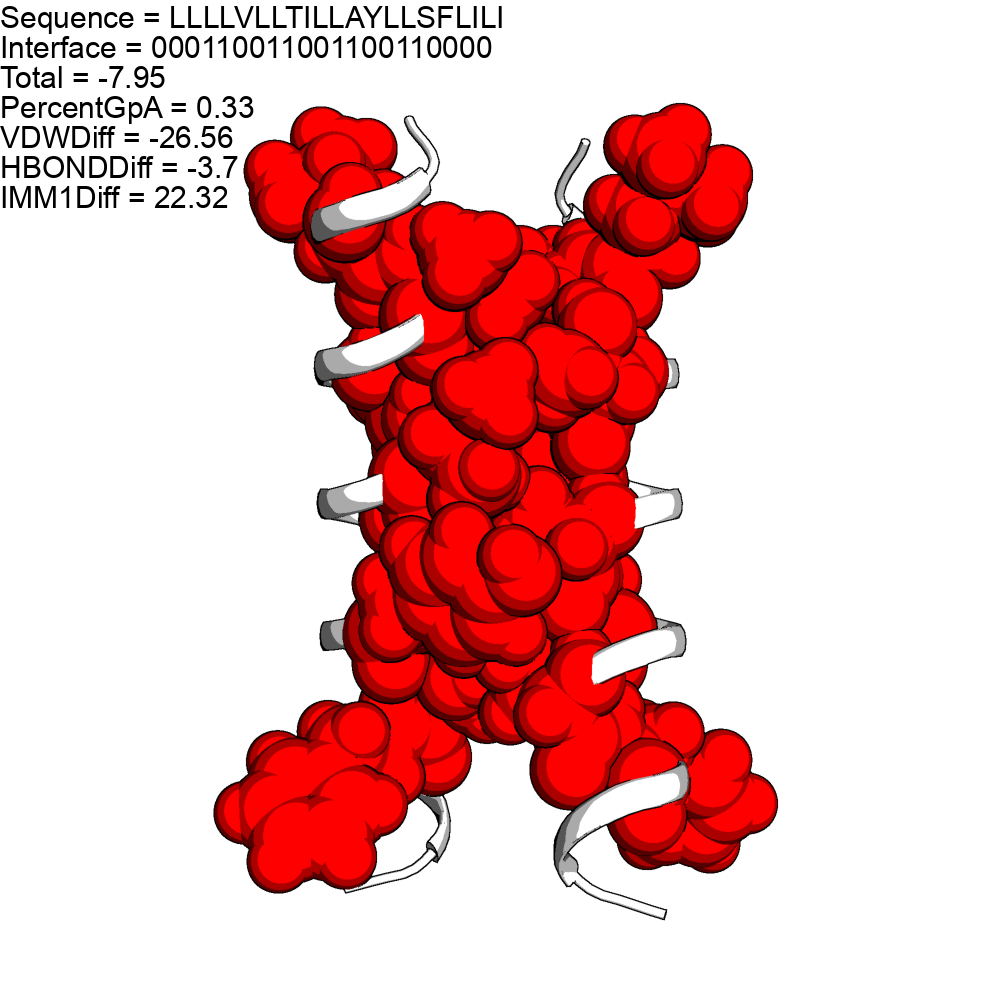 Sequence = LLLLVLLTILLAYLLSFLILI
Interface = 000110011001100110000
Total = -7.95
PercentGpA = 0.33
VDWDiff = -26.56
HBONDDiff = -3.7
IMM1Diff = 22.32